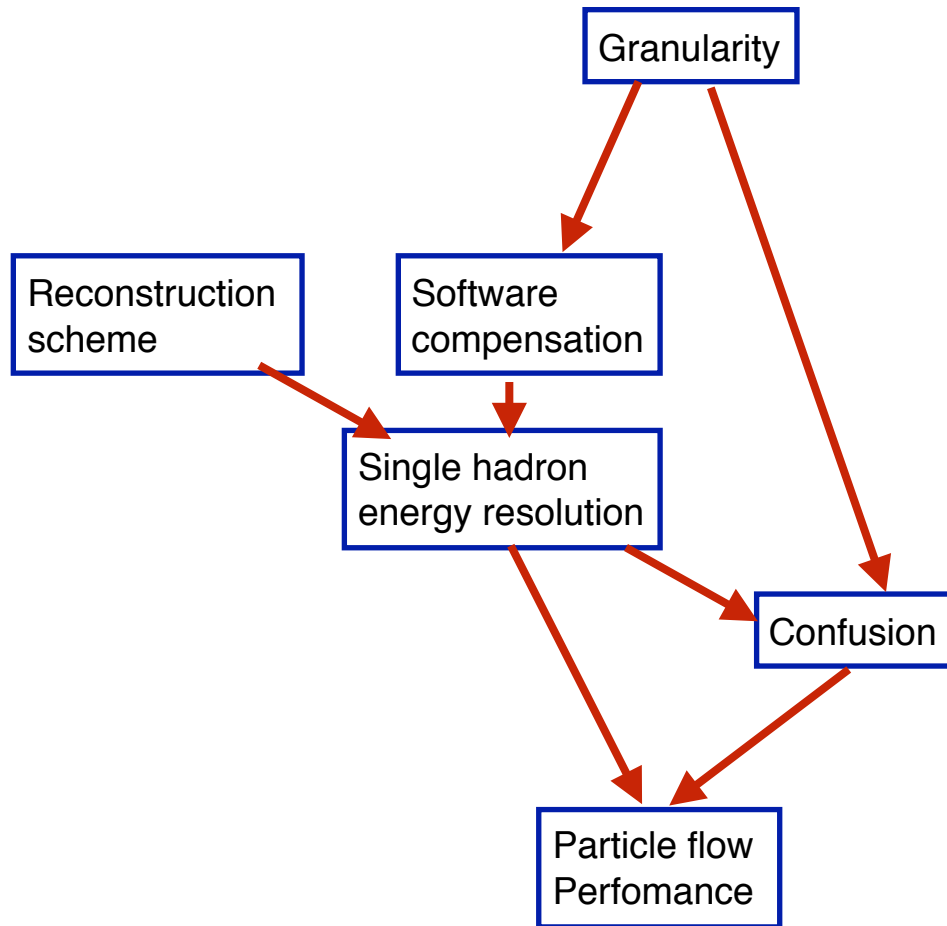 Granularity
Reconstruction
scheme
Software
compensation
Single hadron
energy resolution
Confusion
Particle flow
Perfomance